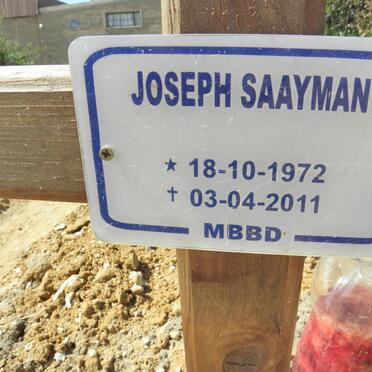 JOSEPH SAAYMAN
★ 18-10-1972
✝ 03-04-2011
MBBD